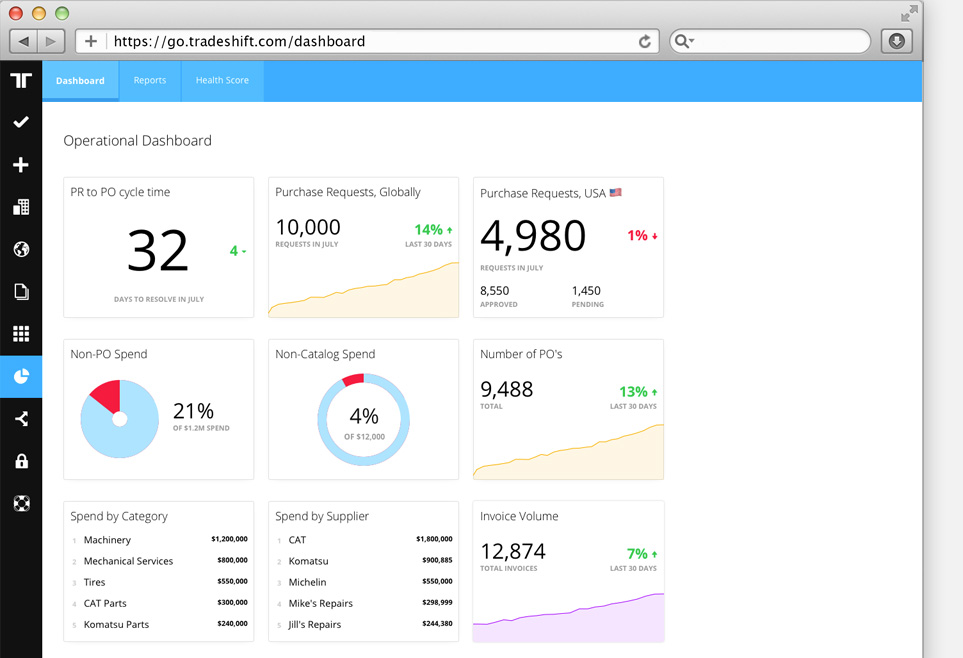 https://go.tradeshift.com/dashboard
Dashboard Reports Health Score
Operational Dashboard
PR to PO cycle time
32
4
DAYS TO RESOLVE IN JULY
Purchase Requests, Globally
10,000
REQUESTS IN JULY
14%
LAST 30 DAYS
Purchase Requests, USA
4,980
1%
REQUESTS IN JULY
8,550
APPROVED
1,450
PENDING
Non-PO Spend
21%
OF $1.2M SPEND
Non-Catalog Spend
4%
OF $12,000
Number of PO's
9,488
TOTAL
13%
LAST 30 DAYS
Spend by Category
1 Machinery $1,200,000
2 Mechanical Services $800,000
3 Tires $550,000
4 CAT Parts $300,000
5 Komatsu Parts $240,000
Spend by Supplier
1 CAT $1,800,000
2 Komatsu $900,885
3 Michelin $550,000
4 Mike's Repairs $298,999
5 Jill's Repairs $244,380
Invoice Volume
12,874
TOTAL INVOICES
7%
LAST 30 DAYS